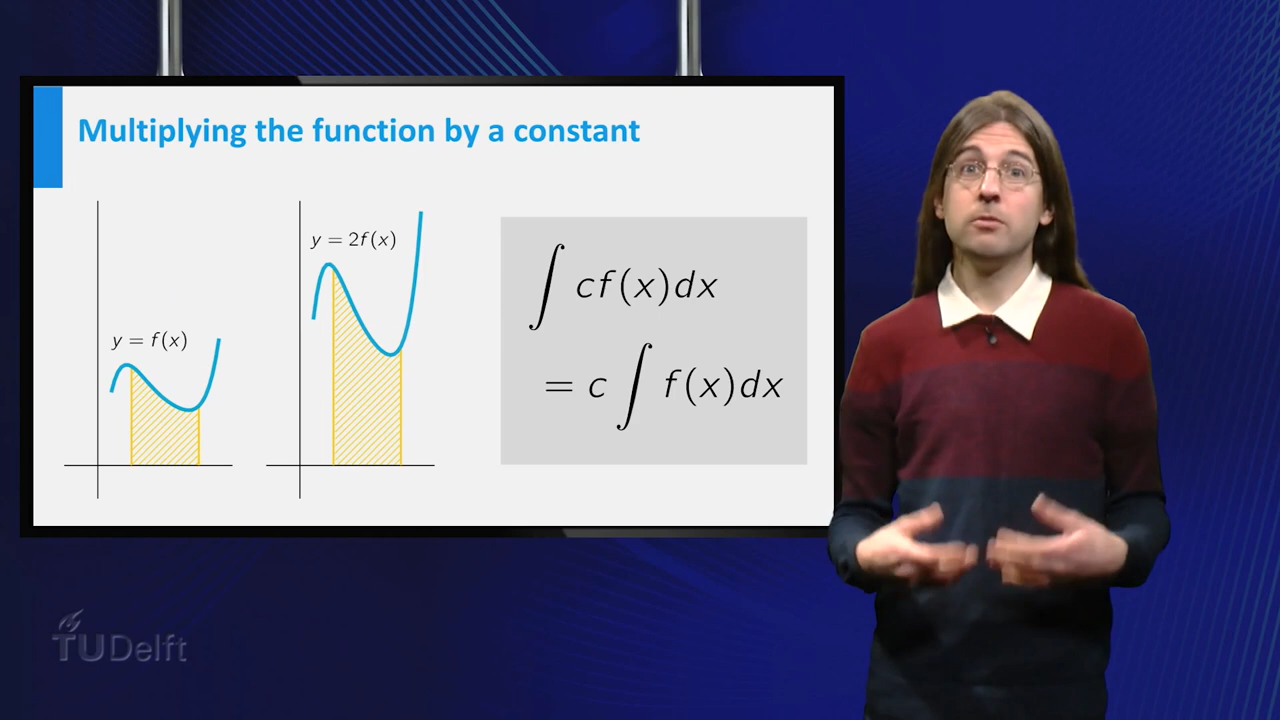 Multiplying the function by a constant
y = f(x)
y = 2f(x)
∫ cf(x)dx
= c ∫ f(x)dx
TUDelft